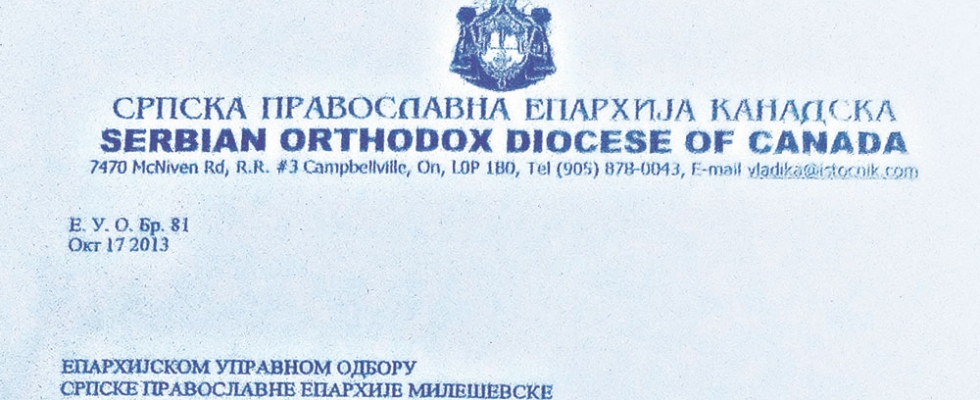 СРПСКА ПРАВОСЛАВНА ЕПАРХИЈА КАНАДСКА
SERBIAN ORTHODOX DIOCESE OF CANADA
7470 McNiven Rd, R.R. #3 Campbellville, On, L0P 1B0, Tel (905) 878-0043, E-mail vladika@istocnik.com
Е. У. О. Бр. 81
Окт 17 2013
ЕПАРХИЈСКОМ УПРАВНОМ ОДБОРУ
СРПСКЕ ПРАВОСЛАВНЕ ЕПАРХИЈЕ МИЛЕШЕВСКЕ